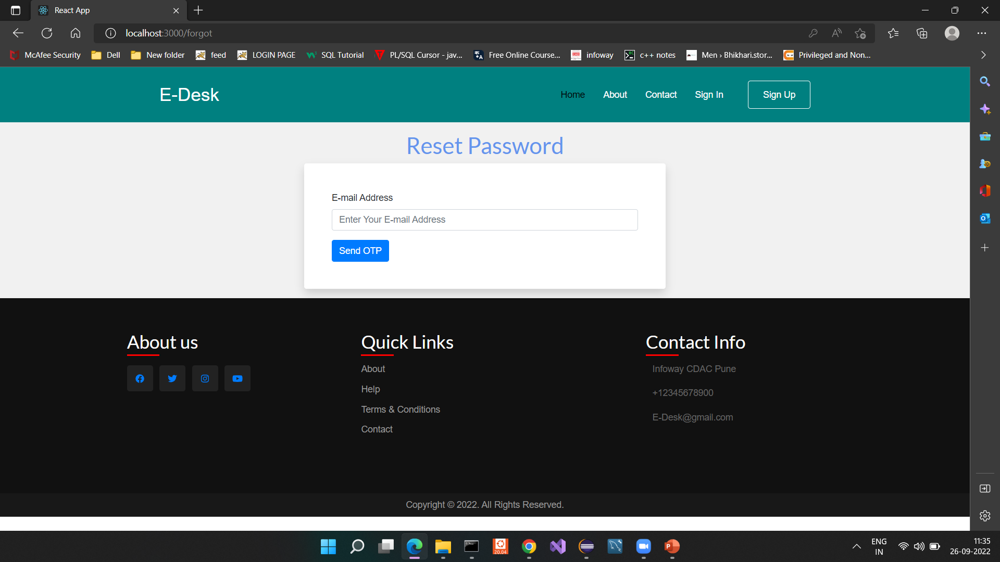 React App
localhost:3000/forgot
McAfee Security Dell New folder feed LOGIN PAGE SQL Tutorial PL/SQL Cursor - jav... Free Online Course... infoway c++ notes Men › Bhikhari.stor... Privileged and Non...
E-Desk Home About Contact Sign In Sign Up
Reset Password
E-mail Address
Enter Your E-mail Address
Send OTP
About us
Quick Links
About
Help
Terms & Conditions
Contact
Contact Info
Infoway CDAC Pune
+12345678900
E-Desk@gmail.com
Copyright © 2022. All Rights Reserved.
20.04
ENG
IN
11:35
26-09-2022